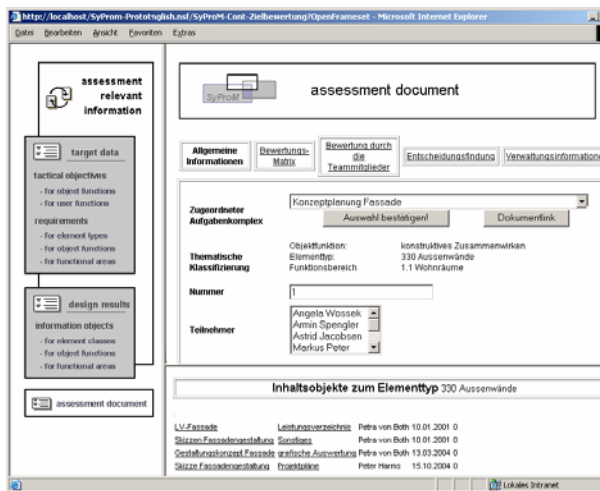 http://localhost/SyProm-Prototnglish.nsf/SyProM-Cont-Zielbewertung?OpenFrameset - Microsoft Internet Explorer
Datei Bearbeiten Ansicht Favoriten Extras
assessment
relevant
information
target data
tactical objectives
- for object functions
- for user functions
requirements
- for element types
- for object functions
- for functional areas
design results
information objects
- for element classes
- for object functions
- for functional areas
assessment document
SyProM
assessment document
Allgemeine
Informationen
Bewertungs-
Matrix
Bewertung durch
die
Teammitglieder
Entscheidungsfindung
Verwaltungsinformatione
Zugeordneter
Aufgabenkomplex
Konzeptplanung Fassade
Auswahl bestätigen!
Dokumentlink
Thematische
Klassifizierung
Objektfunktion: konstruktives Zusammenwirken
Elementtyp: 330 Aussenwände
Funktionsbereich 1.1 Wohnräume
Nummer
1
Teilnehmer
Angela Wossek
Armin Spengler
Astrid Jacobsen
Markus Peter
Inhaltsobjekte zum Elementtyp 330 Aussenwände
LV-Fassade Leistungsverzeichnis Petra von Both 10.01.2001 0
Skizzen Fassadengestaltung Sonstiges Petra von Both 10.01.2001 0
Gestaltungskonzept Fassade grafische Auswertung Petra von Both 13.03.2004 0
Skizze Fassadengestaltung Projektpläne Peter Harms 15.10.2004 0
Lokales Intranet